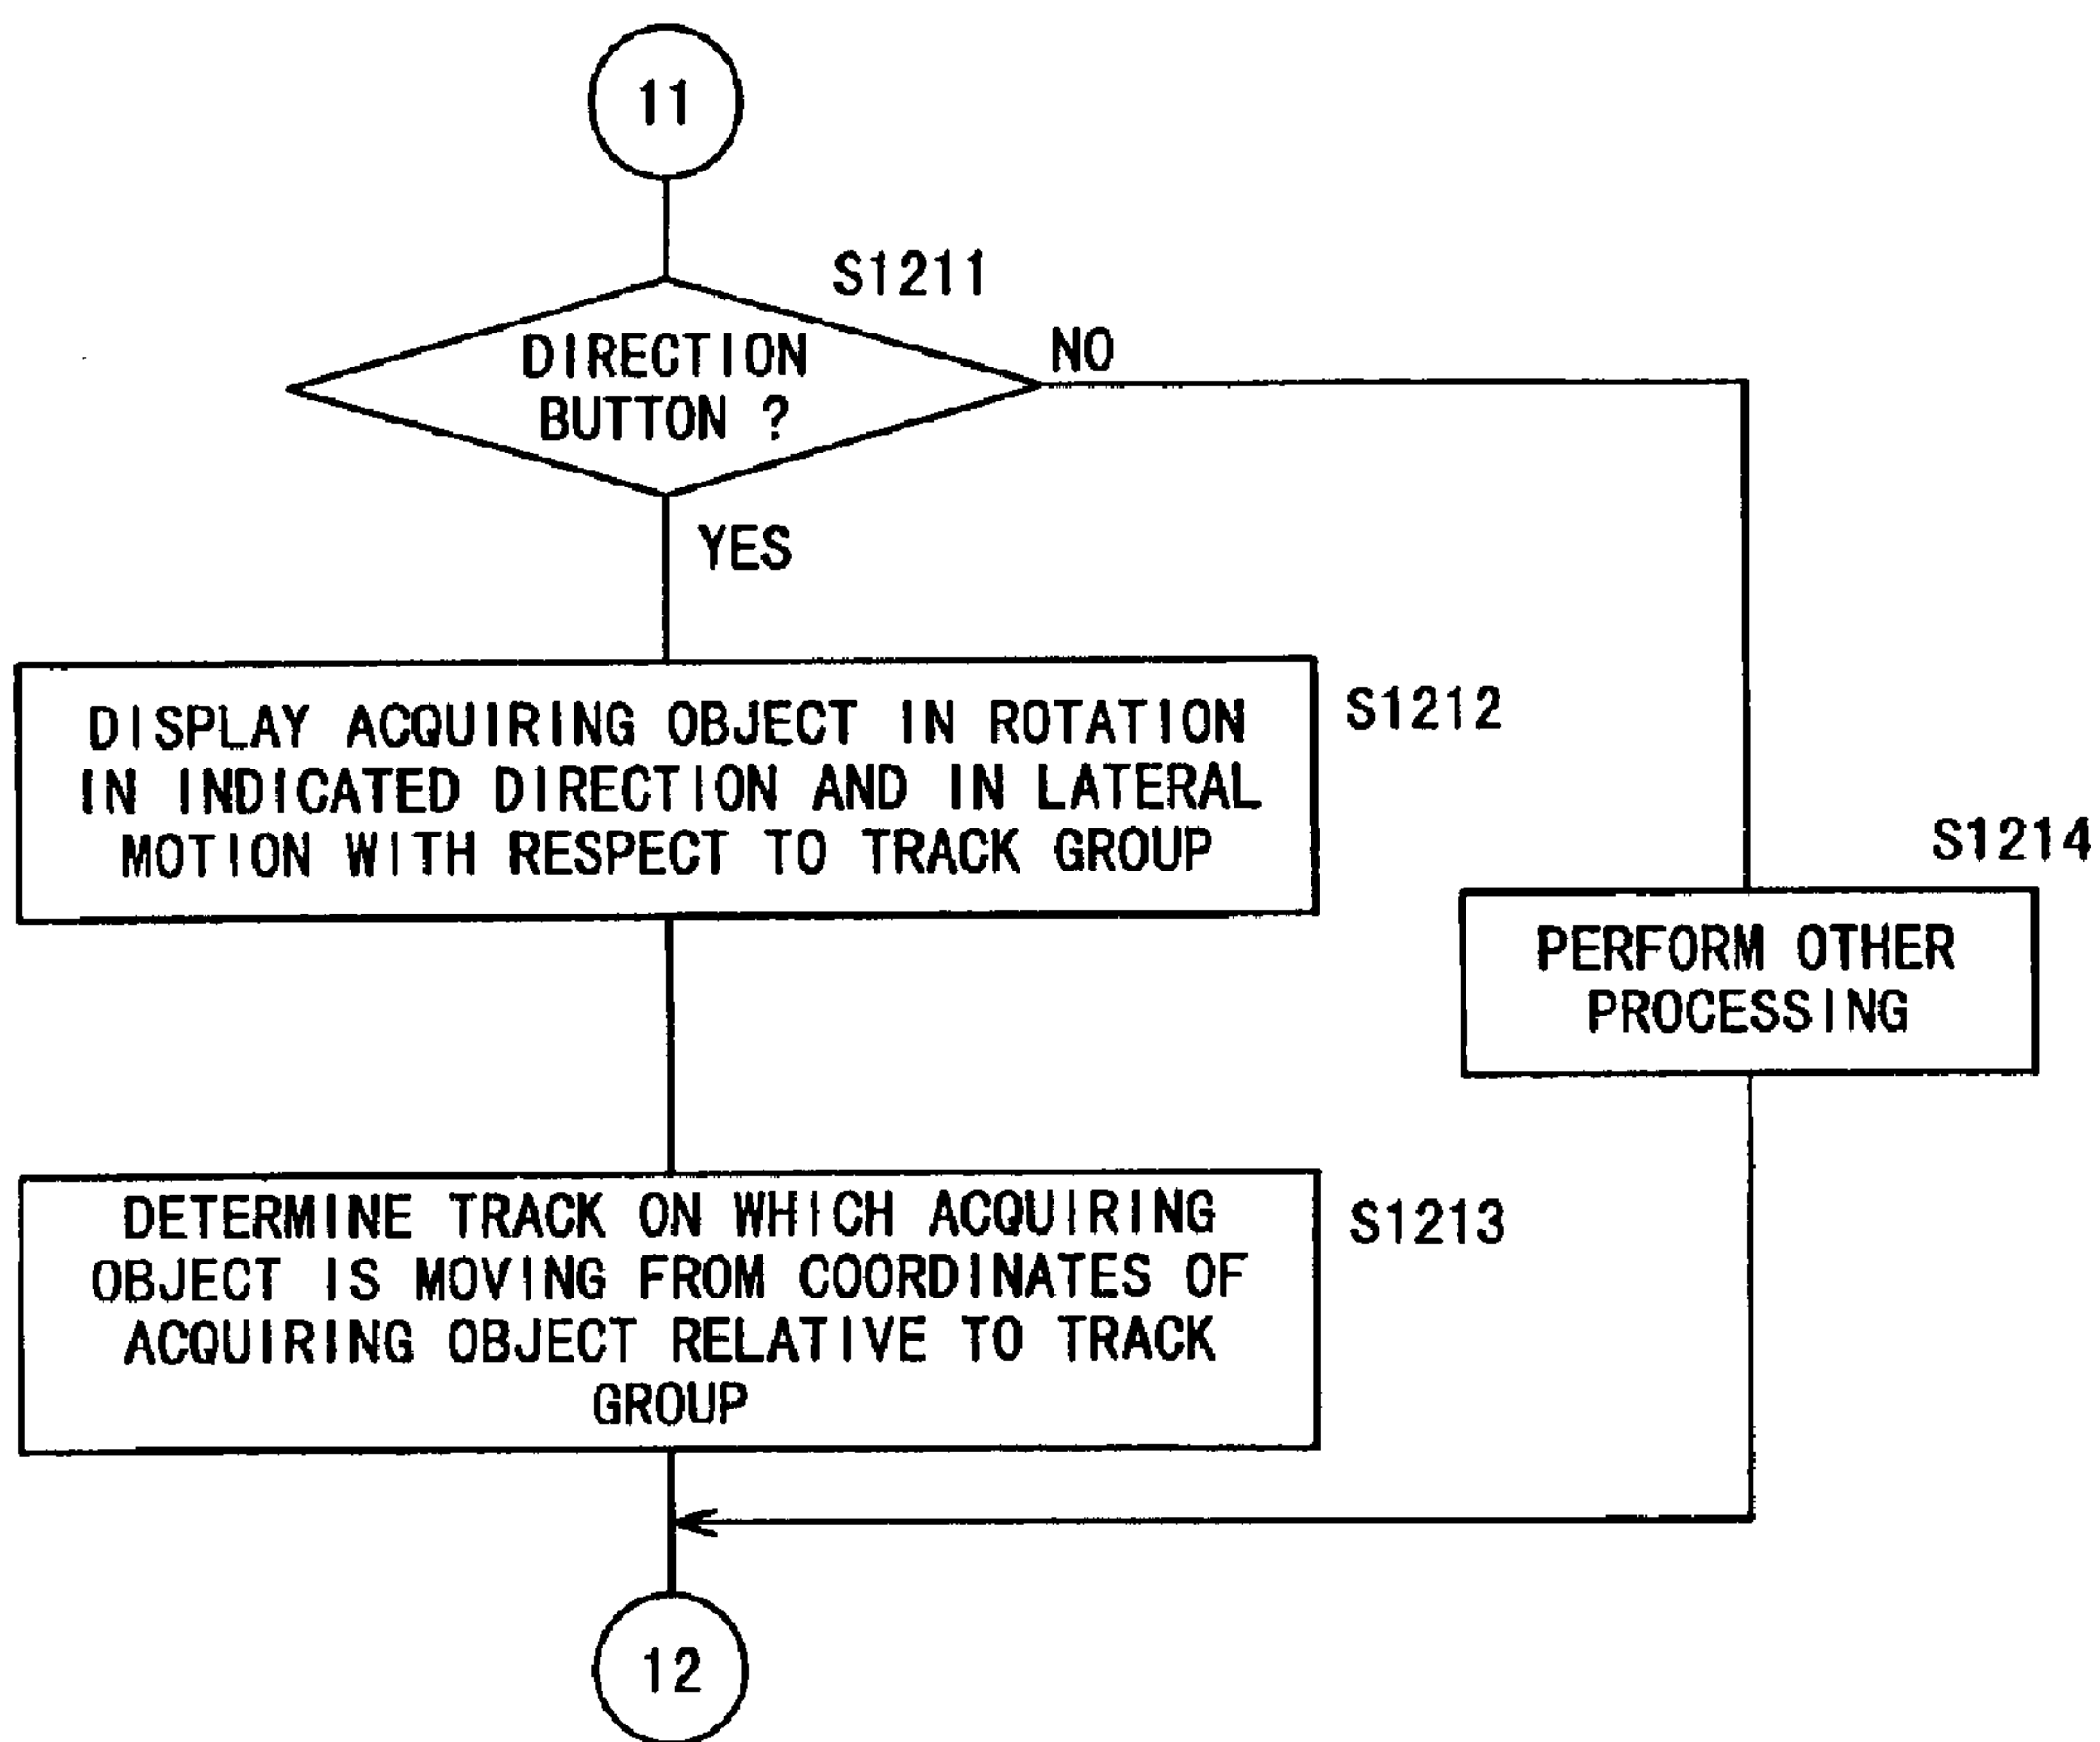 11
S1211
DIRECTION
BUTTON ?
NO
YES
DISPLAY ACQUIRING OBJECT IN ROTATION
IN INDICATED DIRECTION AND IN LATERAL
MOTION WITH RESPECT TO TRACK GROUP
S1212
S1214
PERFORM OTHER
PROCESSING
DETERMINE TRACK ON WHICH ACQUIRING
OBJECT IS MOVING FROM COORDINATES OF
ACQUIRING OBJECT RELATIVE TO TRACK
GROUP
S1213
12